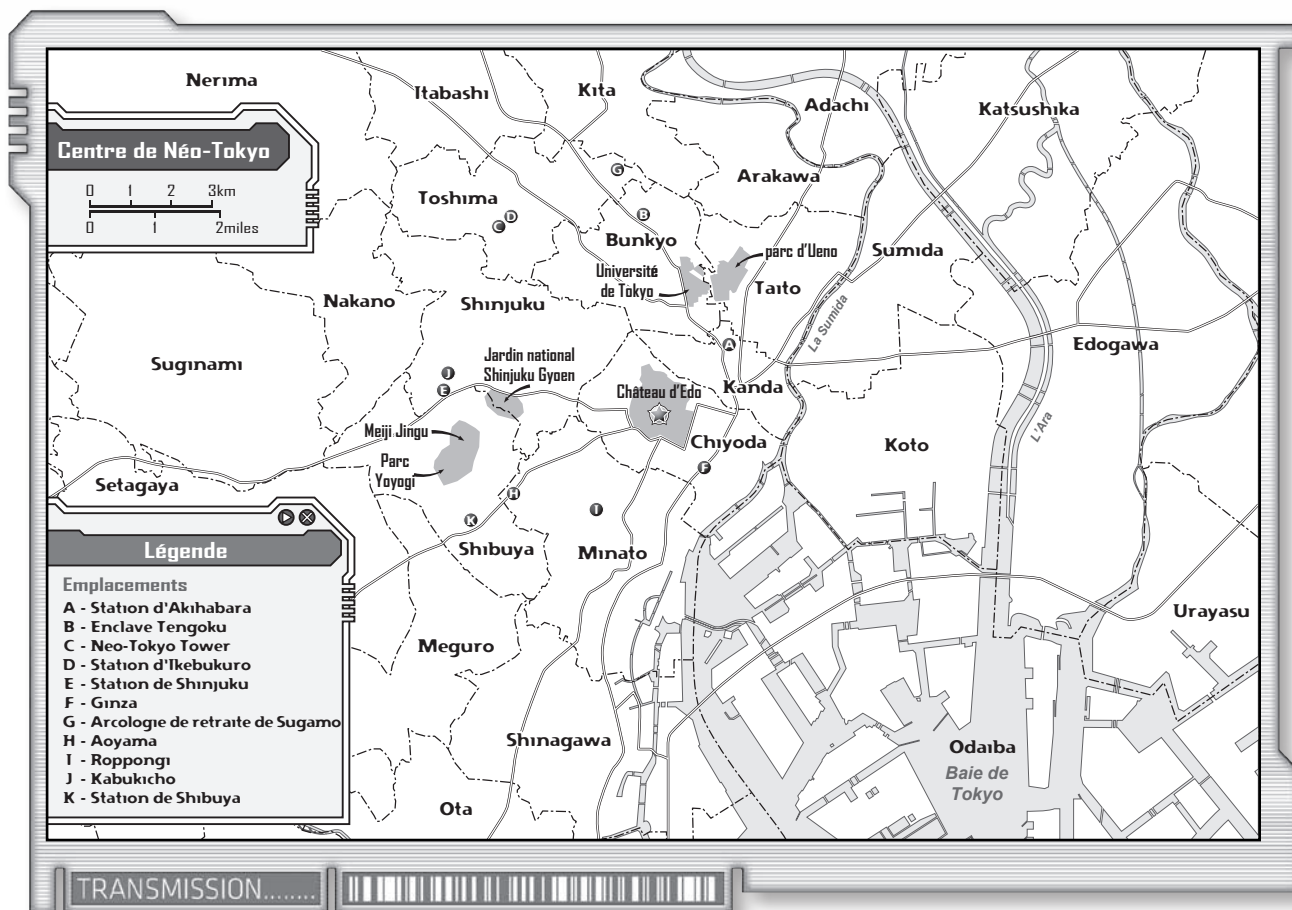 Nerima
Itabashi
Kita
Adachi
Katsushika
Centre de Néo-Tokyo
0 1 2 3km
0 1 2miles
Toshima
G
Arakawa
D
C
B
Bunkyo
parc d'Ueno
Sumida
Université
de Tokyo
Taito
Nakano
Shinjuku
La Sumida
Suginami
Jardin national
Shinjuku Gyoen
A
Edogawa
J
E
Château d'Edo
Kanda
Meiji Jingu
Chiyoda
Koto
L'Ara
Parc
Yoyogi
F
Setagaya
H
I
K
Shibuya
Minato
Légende
Emplacements
A - Station d'Akihabara
B - Enclave Tengoku
C - Neo-Tokyo Tower
D - Station d'Ikebukuro
E - Station de Shinjuku
F - Ginza
G - Arcologie de retraite de Sugamo
H - Aoyama
I - Roppongi
J - Kabukicho
K - Station de Shibuya
Urayasu
Meguro
Shinagawa
Odaiba
Baie de
Tokyo
Ota
TRANSMISSION........